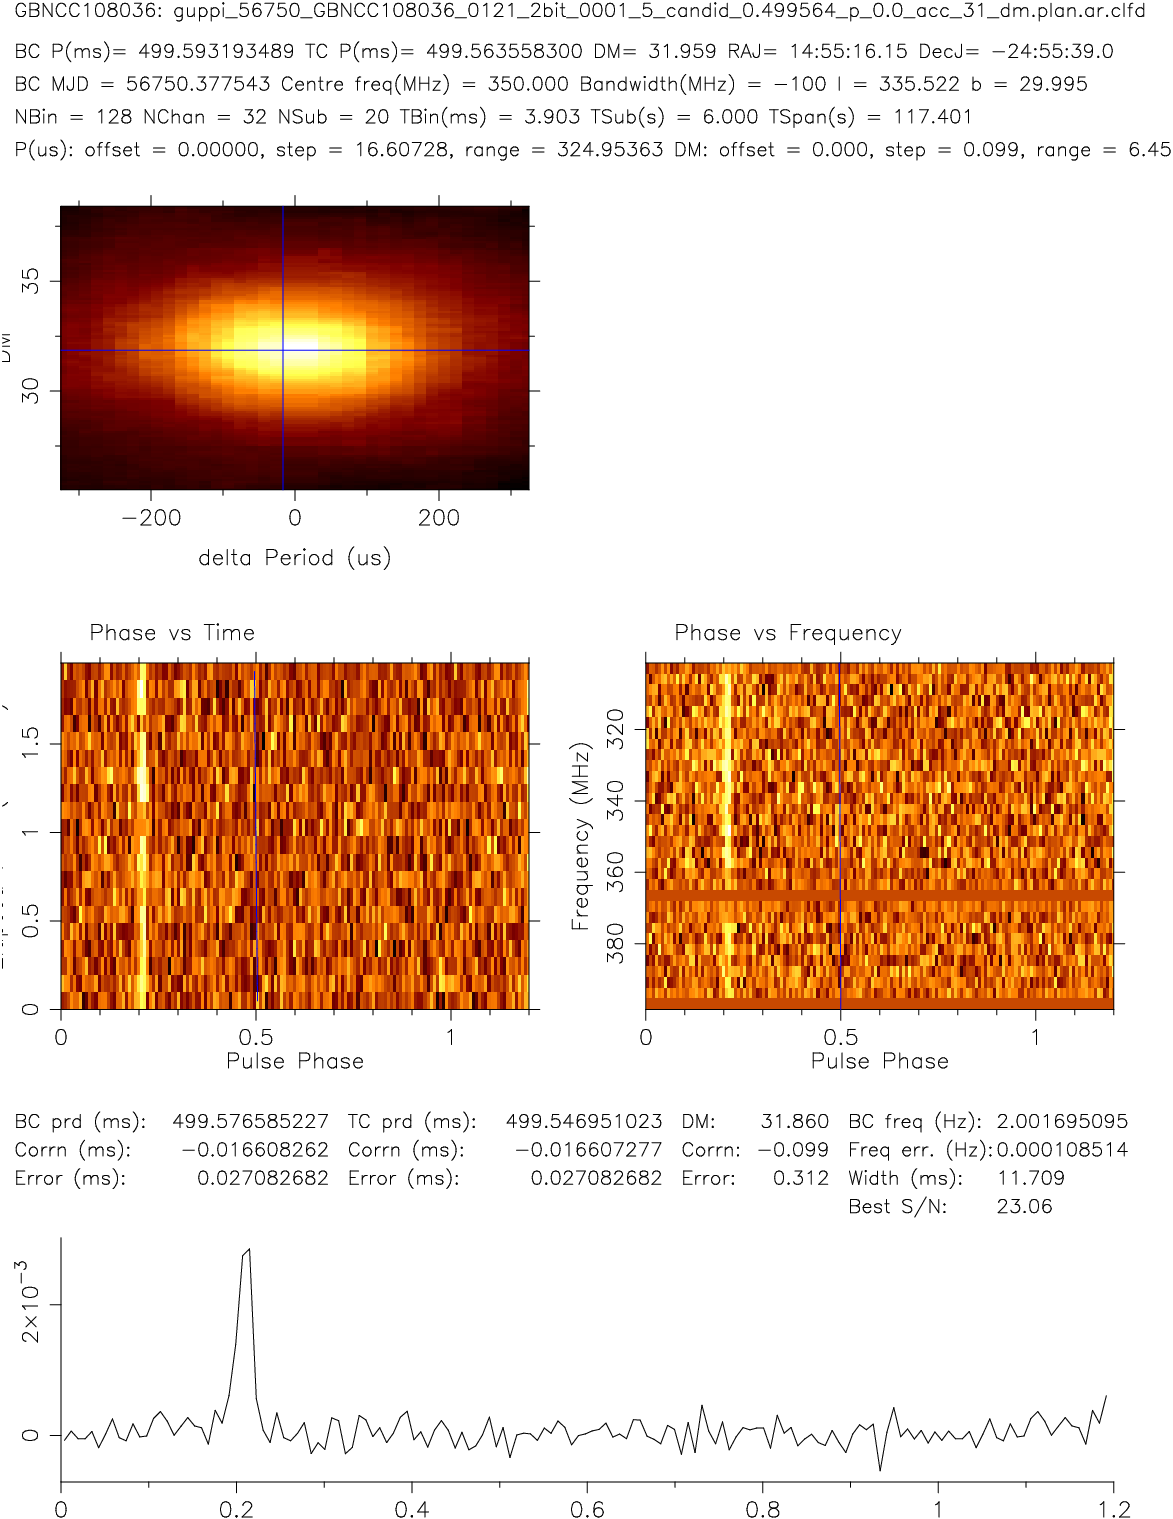 GBNCC108036: guppi_56750_GBNCC108036_0121_2bit_0001_5_candid_0.499564_p_0.0_acc_31_dm.plan.ar.clfd
BC P(ms)= 499.593193489 TC P(ms)= 499.563558300 DM= 31.959 RAJ= 14:55:16.15 DecJ= −24:55:39.0
BC MJD = 56750.377543 Centre freq(MHz) = 350.000 Bandwidth(MHz) = −100 l = 335.522 b = 29.995
NBin = 128 NChan = 32 NSub = 20 TBin(ms) = 3.903 TSub(s) = 6.000 TSpan(s) = 117.401
P(us): offset = 0.00000, step = 16.60728, range = 324.95363 DM: offset = 0.000, step = 0.099, range = 6.45
35
DM
30
−200 0 200
delta Period (us)
Phase vs Time
Phase vs Frequency
1.5
1
0.5
0
Frequency (MHz)
320
340
360
380
0 0.5 1
Pulse Phase
0 0.5 1
Pulse Phase
BC prd (ms): 499.576585227 TC prd (ms): 499.546951023 DM: 31.860 BC freq (Hz): 2.001695095
Corrn (ms): −0.016608262 Corrn (ms): −0.016607277 Corrn: −0.099 Freq err. (Hz): 0.000108514
Error (ms): 0.027082682 Error (ms): 0.027082682 Error: 0.312 Width (ms): 11.709
Best S/N: 23.06
2×10−3
0
0 0.2 0.4 0.6 0.8 1 1.2